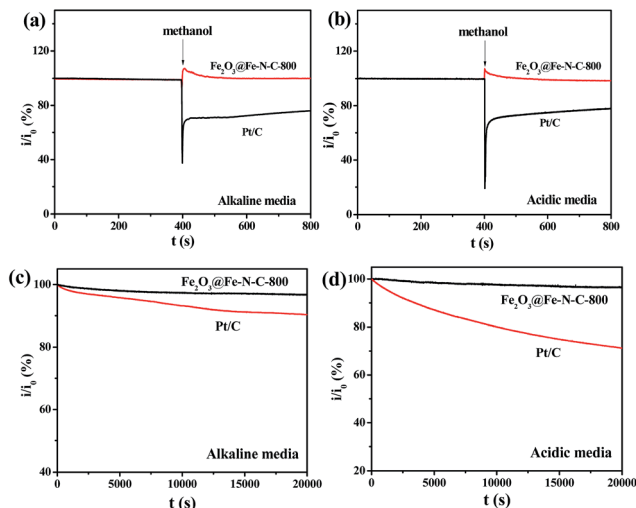 (a)
methanol
Fe₂O₃@Fe-N-C-800
Pt/C
Alkaline media
i/i₀ (%)
120
80
40
0
0 200 400 600 800
t (s)
(b)
methanol
Fe₂O₃@Fe-N-C-800
Pt/C
Acidic media
i/i₀ (%)
120
80
40
0
0 200 400 600 800
t (s)
(c)
Fe₂O₃@Fe-N-C-800
Pt/C
Alkaline media
i/i₀ (%)
100
80
60
40
0 5000 10000 15000 20000
t (s)
(d)
Fe₂O₃@Fe-N-C-800
Pt/C
Acidic media
i/i₀ (%)
100
80
60
40
20
0 5000 10000 15000 20000
t (s)